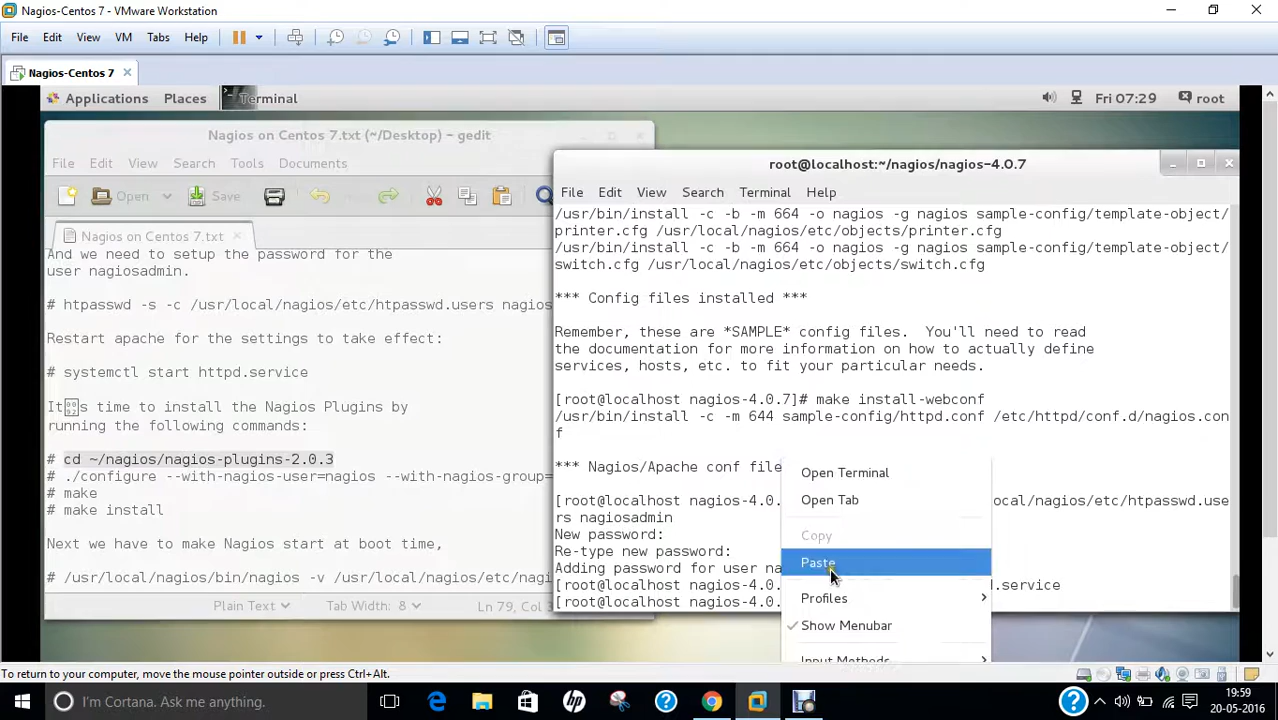 Nagios-Centos 7 - VMware Workstation
File Edit View VM Tabs Help
Nagios-Centos 7
Applications Places Terminal Fri 07:29 root
Nagios on Centos 7.txt (~/Desktop) - gedit
File Edit View Search Tools Documents
Open Save
Nagios on Centos 7.txt
And we need to setup the password for the
user nagiosadmin.
# htpasswd -s -c /usr/local/nagios/etc/htpasswd.users nagios
Restart apache for the settings to take effect:
# systemctl start httpd.service
It s time to install the Nagios Plugins by
running the following commands:
# cd ~/nagios/nagios-plugins-2.0.3
# ./configure --with-nagios-user=nagios --with-nagios-group=
# make
# make install
Next we have to make Nagios start at boot time,
# /usr/local/nagios/bin/nagios -v /usr/local/nagios/etc/nagi
Plain Text Tab Width: 8 Ln 79, Col 3
root@localhost:~/nagios/nagios-4.0.7
File Edit View Search Terminal Help
/usr/bin/install -c -b -m 664 -o nagios -g nagios sample-config/template-object/
printer.cfg /usr/local/nagios/etc/objects/printer.cfg
/usr/bin/install -c -b -m 664 -o nagios -g nagios sample-config/template-object/
switch.cfg /usr/local/nagios/etc/objects/switch.cfg
*** Config files installed ***
Remember, these are *SAMPLE* config files. You'll need to read
the documentation for more information on how to actually define
services, hosts, etc. to fit your particular needs.
[root@localhost nagios-4.0.7]# make install-webconf
/usr/bin/install -c -m 644 sample-config/httpd.conf /etc/httpd/conf.d/nagios.con
f
*** Nagios/Apache conf file
[root@localhost nagios-4.0. local/nagios/etc/htpasswd.use
rs nagiosadmin
New password:
Re-type new password:
Adding password for user na
[root@localhost nagios-4.0. d.service
[root@localhost nagios-4.0.
Open Terminal
Open Tab
Copy
Paste
Profiles
Show Menubar
Input Methods
To return to your computer, move the mouse pointer outside or press Ctrl+Alt.
I'm Cortana. Ask me anything.
19:59
20-05-2016